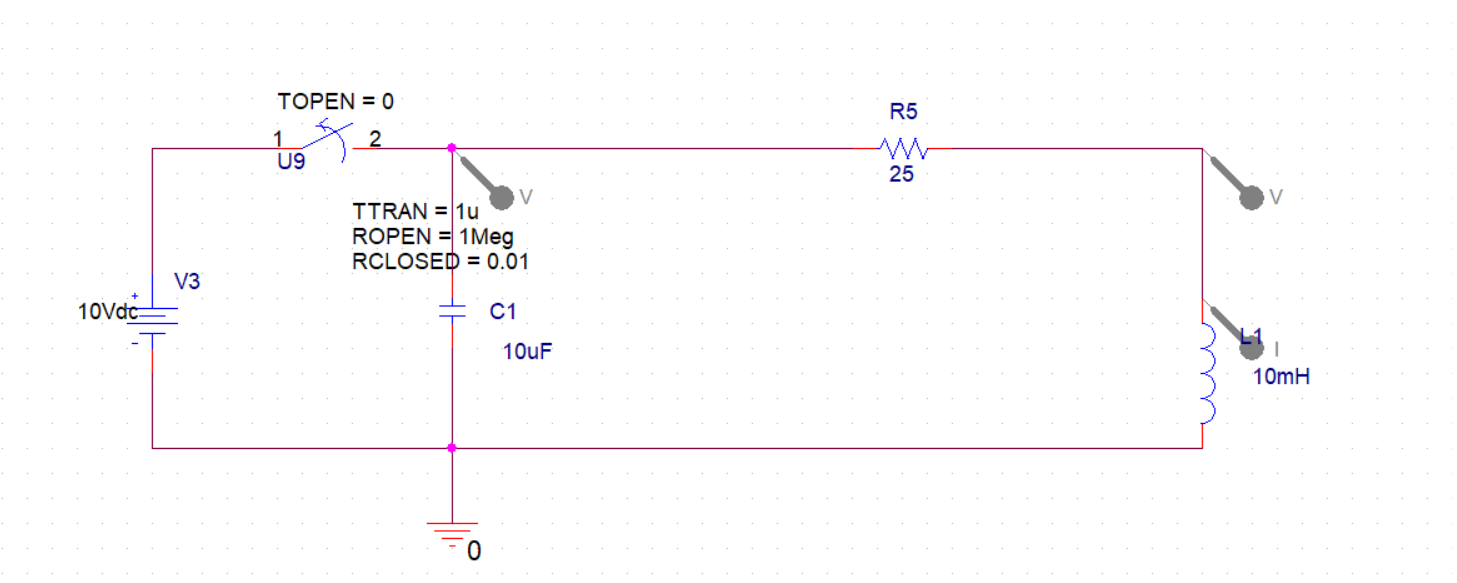 TOPEN = 0
R5
1
2
U9
25
V
V
TTRAN = 1u
ROPEN = 1Meg
RCLOSED = 0.01
V3
+
10Vdc
-
C1
10uF
L1
I
10mH
0